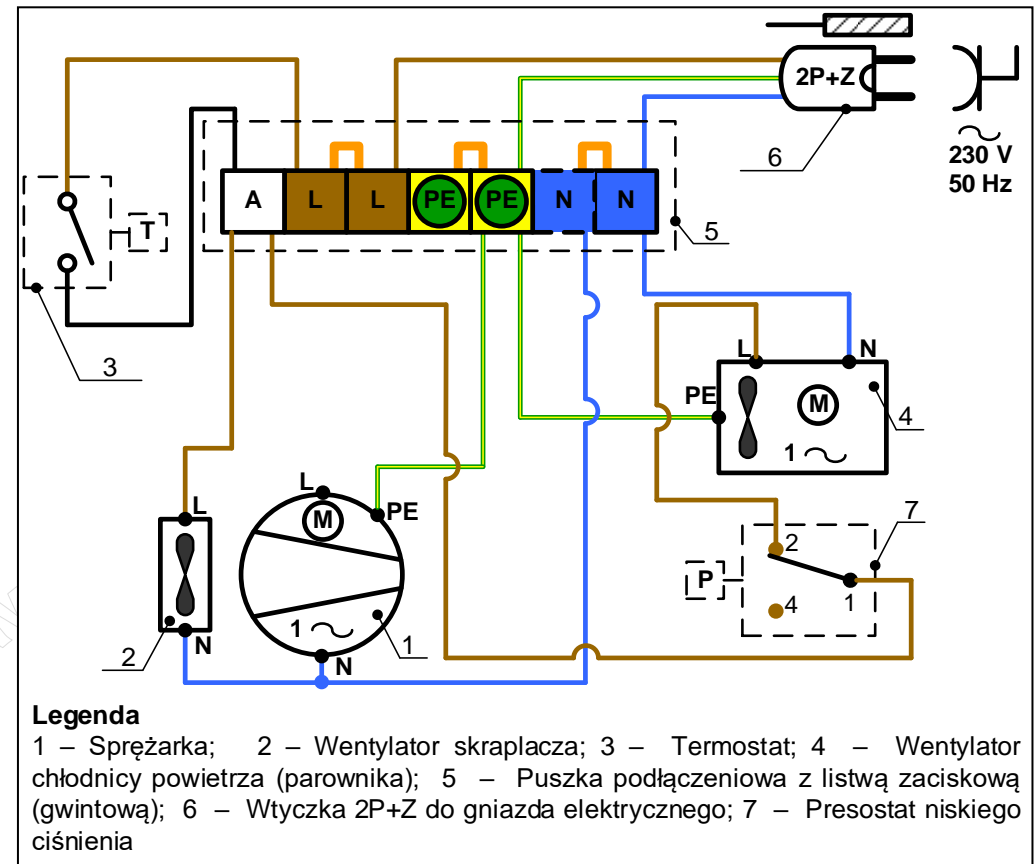 2P+Z
6
230 V
50 Hz
A L L PE PE N N
5
T
3
L N
PE
M
4
1
L
M
PE
L
2
7
P
1
4
1
1
2
N
N
Legenda
1 – Sprężarka; 2 – Wentylator skraplacza; 3 – Termostat; 4 – Wentylator
chłodnicy powietrza (parownika); 5 – Puszka podłączeniowa z listwą zaciskową
(gwintową); 6 – Wtyczka 2P+Z do gniazda elektrycznego; 7 – Presostat niskiego
ciśnienia